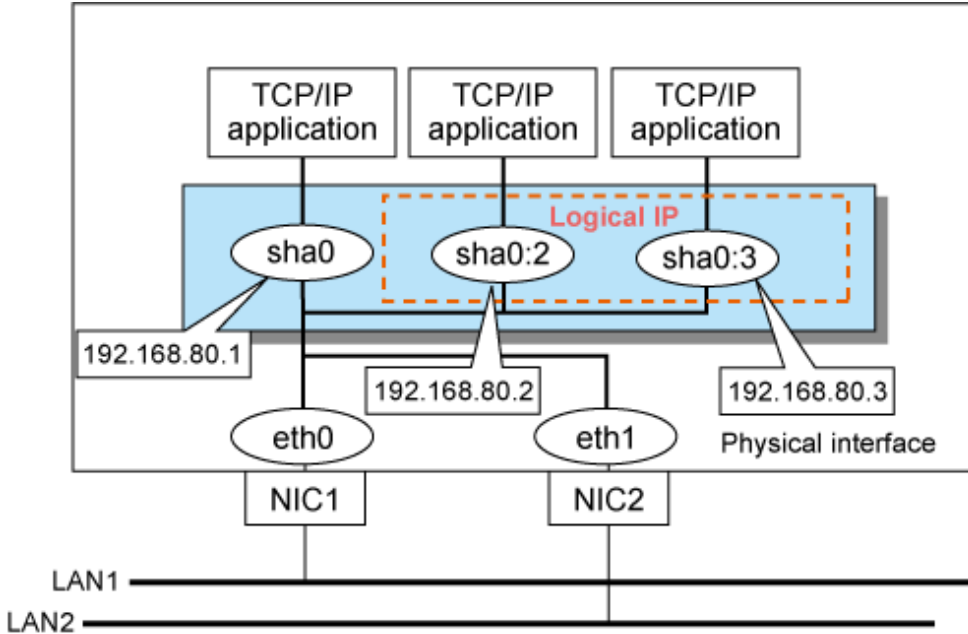 TCP/IP
application
TCP/IP
application
TCP/IP
application
Logical IP
sha0
sha0:2
sha0:3
192.168.80.1
192.168.80.2
192.168.80.3
eth0
eth1
Physical interface
NIC1
NIC2
LAN1
LAN2